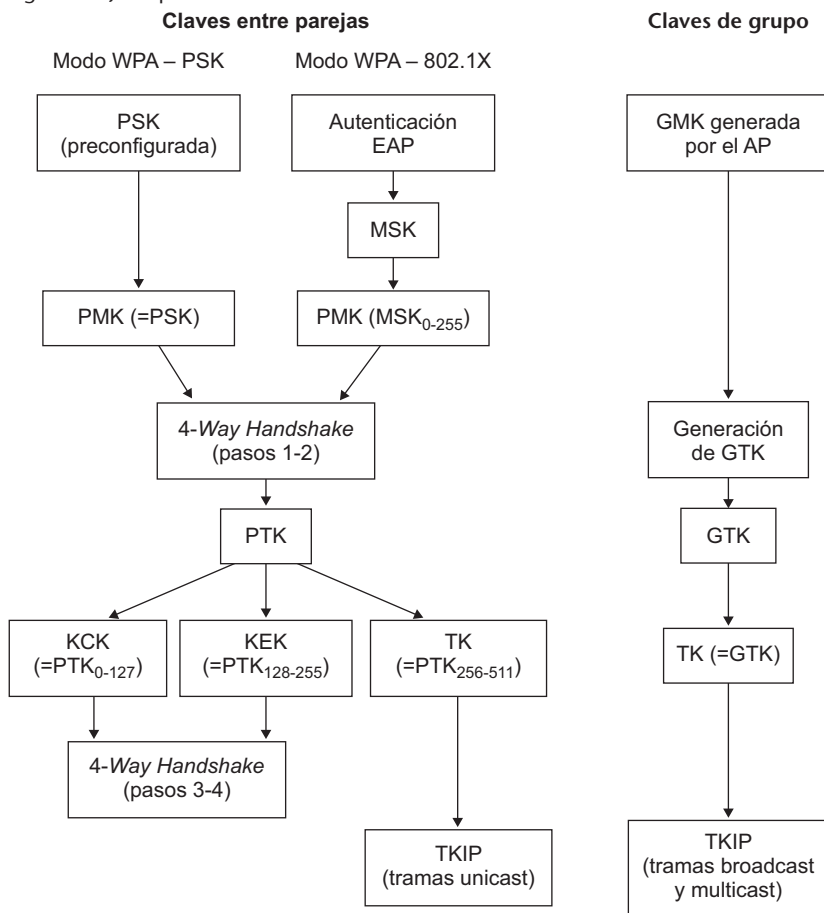 Claves entre parejas
Claves de grupo
Modo WPA – PSK
Modo WPA – 802.1X
PSK
(preconfigurada)
Autenticación
EAP
GMK generada
por el AP
MSK
PMK (=PSK)
PMK (MSK0-255)
4-Way Handshake
(pasos 1-2)
Generación
de GTK
PTK
GTK
KCK
(=PTK0-127)
KEK
(=PTK128-255)
TK
(=PTK256-511)
TK (=GTK)
4-Way Handshake
(pasos 3-4)
TKIP
(tramas unicast)
TKIP
(tramas broadcast
y multicast)